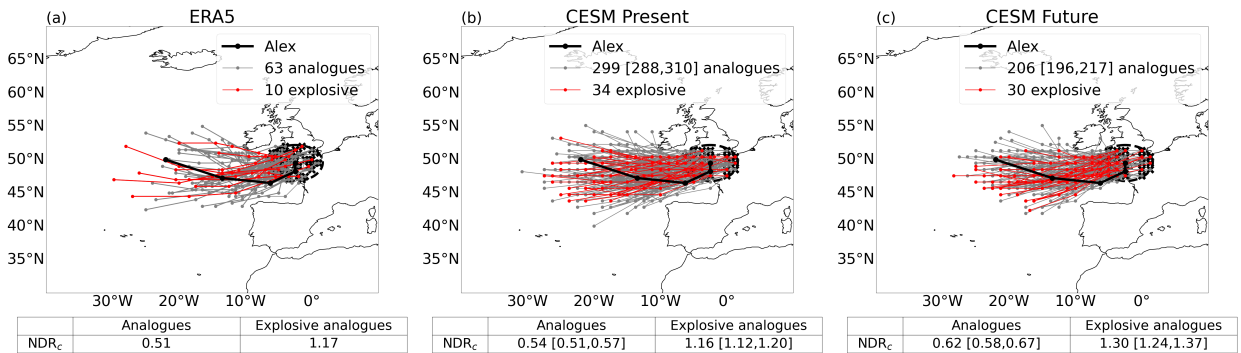 (a) ERA5
Alex
63 analogues
10 explosive
65°N
60°N
55°N
50°N
45°N
40°N
35°N
30°W 20°W 10°W 0°
Analogues Explosive analogues
NDRc 0.51 1.17
(b) CESM Present
Alex
299 [288,310] analogues
34 explosive
65°N
60°N
55°N
50°N
45°N
40°N
35°N
30°W 20°W 10°W 0°
Analogues Explosive analogues
NDRc 0.54 [0.51,0.57] 1.16 [1.12,1.20]
(c) CESM Future
Alex
206 [196,217] analogues
30 explosive
65°N
60°N
55°N
50°N
45°N
40°N
35°N
30°W 20°W 10°W 0°
Analogues Explosive analogues
NDRc 0.62 [0.58,0.67] 1.30 [1.24,1.37]